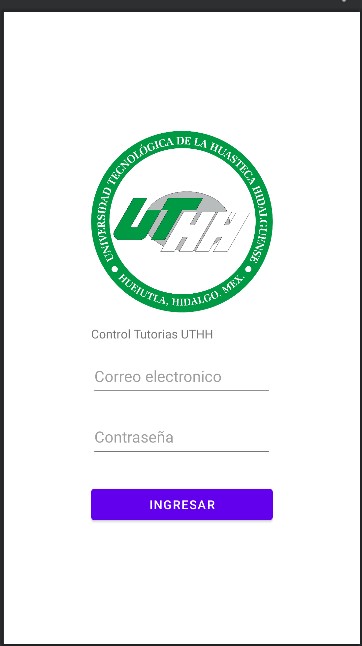 UNIVERSIDAD TECNOLÓGICA DE LA HUASTECA HIDALGUENSE
UTHH
• HUEJUTLA, HIDALGO. MEX. •
Control Tutorias UTHH
Correo electronico
Contraseña
INGRESAR